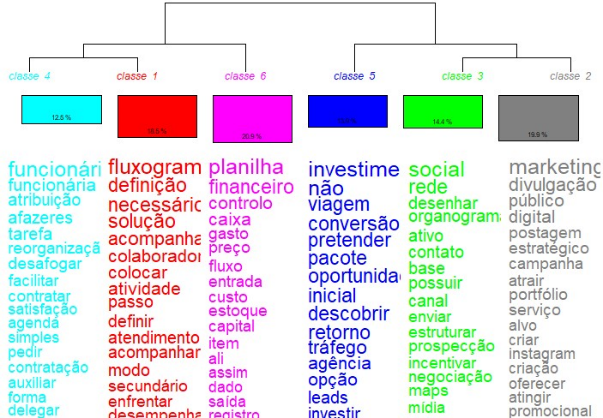 classe 4
classe 1
classe 6
classe 5
classe 3
classe 2
12.5 %
20.9 %
14.4 %
19.9 %
funcionári
funcionária
atribuição
afazeres
tarefa
reorganizaçã
desafogar
facilitar
contratar
satisfação
agenda
simples
pedir
contratação
auxiliar
forma
delegar
fluxogram
definição
necessáric
solução
acompanha
colaborador
colocar
atividade
passo
definir
atendimento
acompanhar
modo
secundário
enfrentar
desempenha
planilha
financeiro
controlo
caixa
gasto
preço
fluxo
entrada
custo
estoque
capital
item
ali
assim
dado
saída
registro
investime
não
viagem
conversão
pretender
pacote
oportunida
inicial
descobrir
retorno
tráfego
agência
opção
leads
investir
social
rede
desenhar
organograma
ativo
contato
base
possuir
canal
enviar
estruturar
prospecção
incentivar
negociação
maps
mídia
marketing
divulgação
público
digital
postagem
estratégico
campanha
atrair
portfólio
serviço
alvo
criar
instagram
criação
oferecer
atingir
promocional